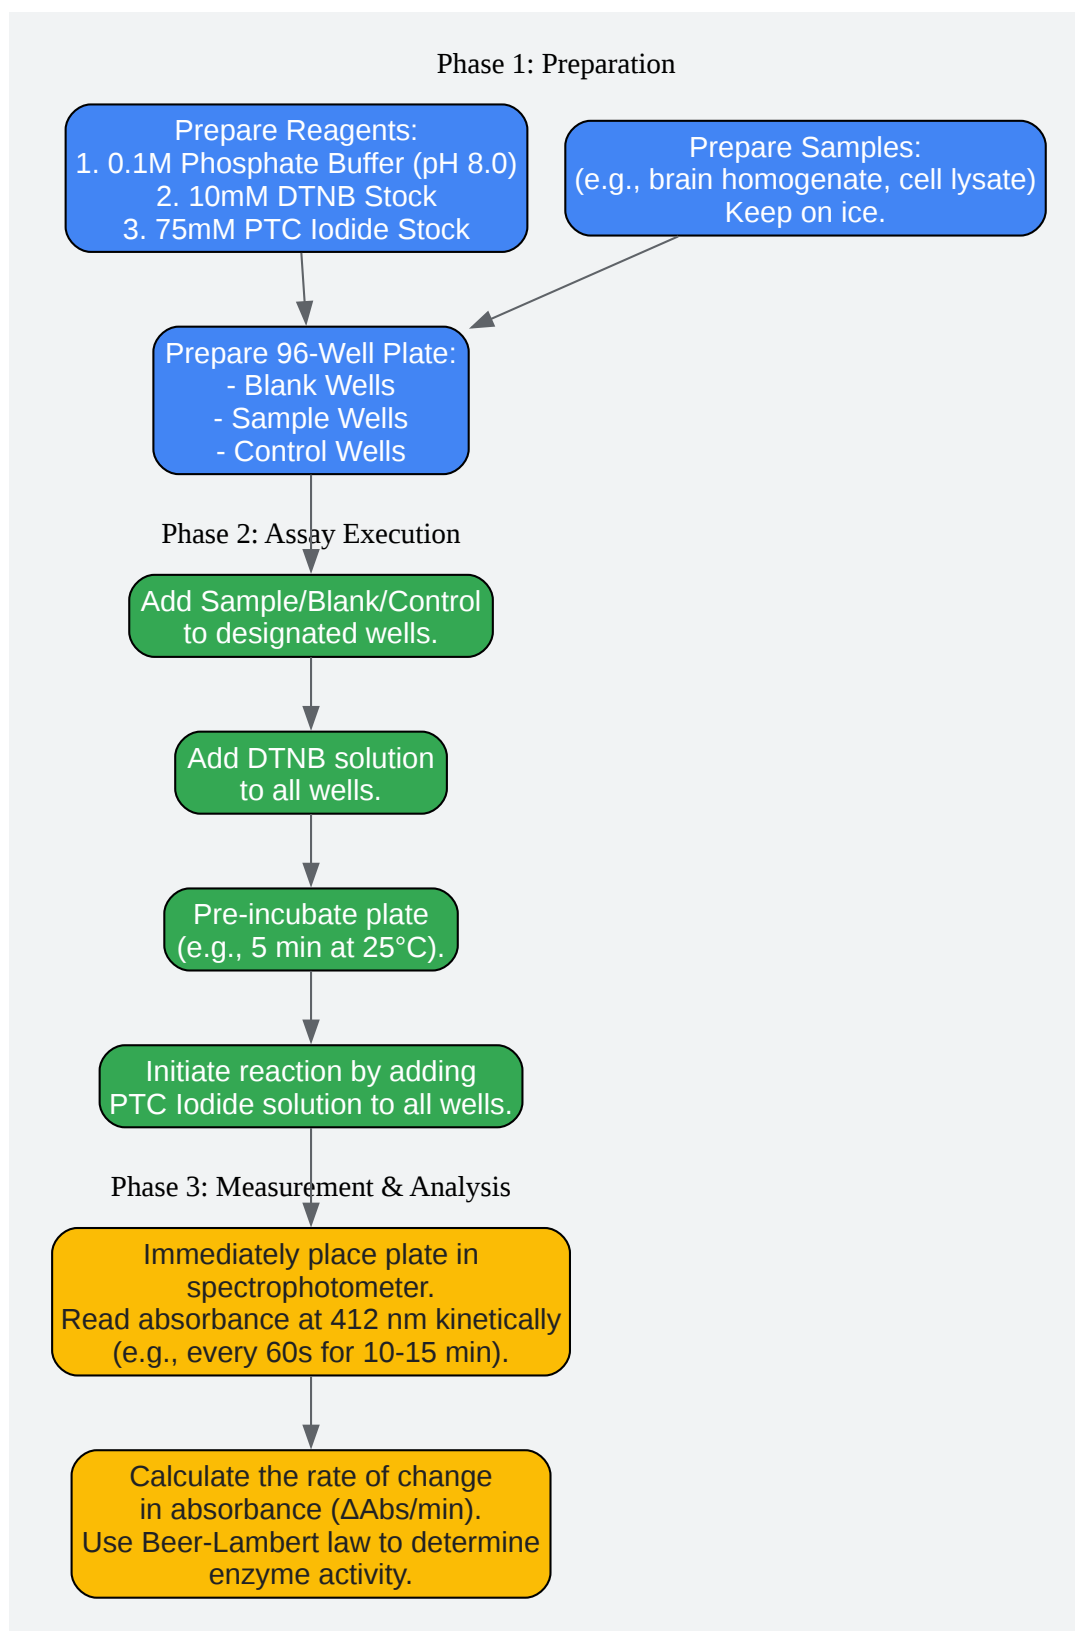 Phase 1: Preparation
Prepare Reagents:
1. 0.1M Phosphate Buffer (pH 8.0)
2. 10mM DTNB Stock
3. 75mM PTC Iodide Stock
Prepare Samples:
(e.g., brain homogenate, cell lysate)
Keep on ice.
Prepare 96-Well Plate:
- Blank Wells
- Sample Wells
- Control Wells
Phase 2: Assay Execution
Add Sample/Blank/Control
to designated wells.
Add DTNB solution
to all wells.
Pre-incubate plate
(e.g., 5 min at 25°C).
Initiate reaction by adding
PTC Iodide solution to all wells.
Phase 3: Measurement & Analysis
Immediately place plate in
spectrophotometer.
Read absorbance at 412 nm kinetically
(e.g., every 60s for 10-15 min).
Calculate the rate of change
in absorbance (ΔAbs/min).
Use Beer-Lambert law to determine
enzyme activity.